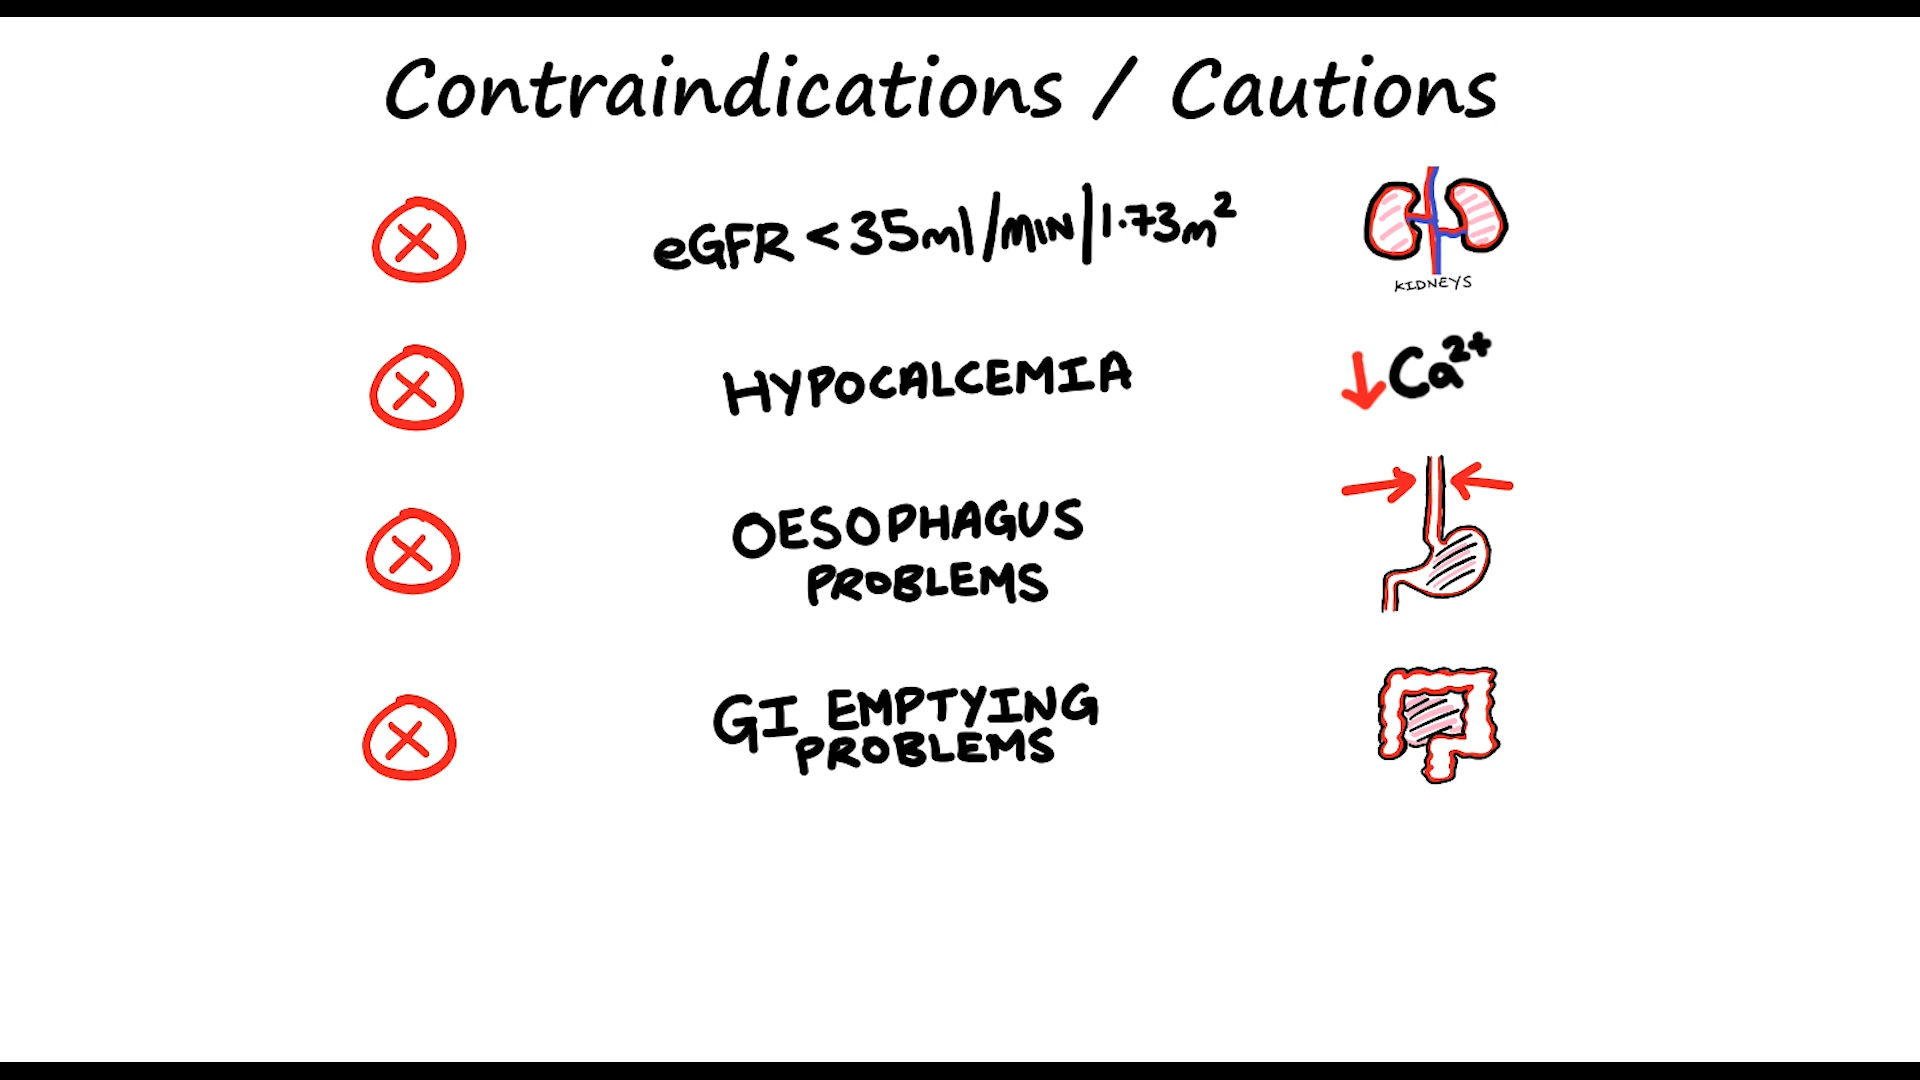 Contraindications / Cautions
eGFR < 35ml/MIN/1.73m²
KIDNEYS
HYPOCALCEMIA
↓Ca²⁺
OESOPHAGUS
PROBLEMS
GI EMPTYING
PROBLEMS